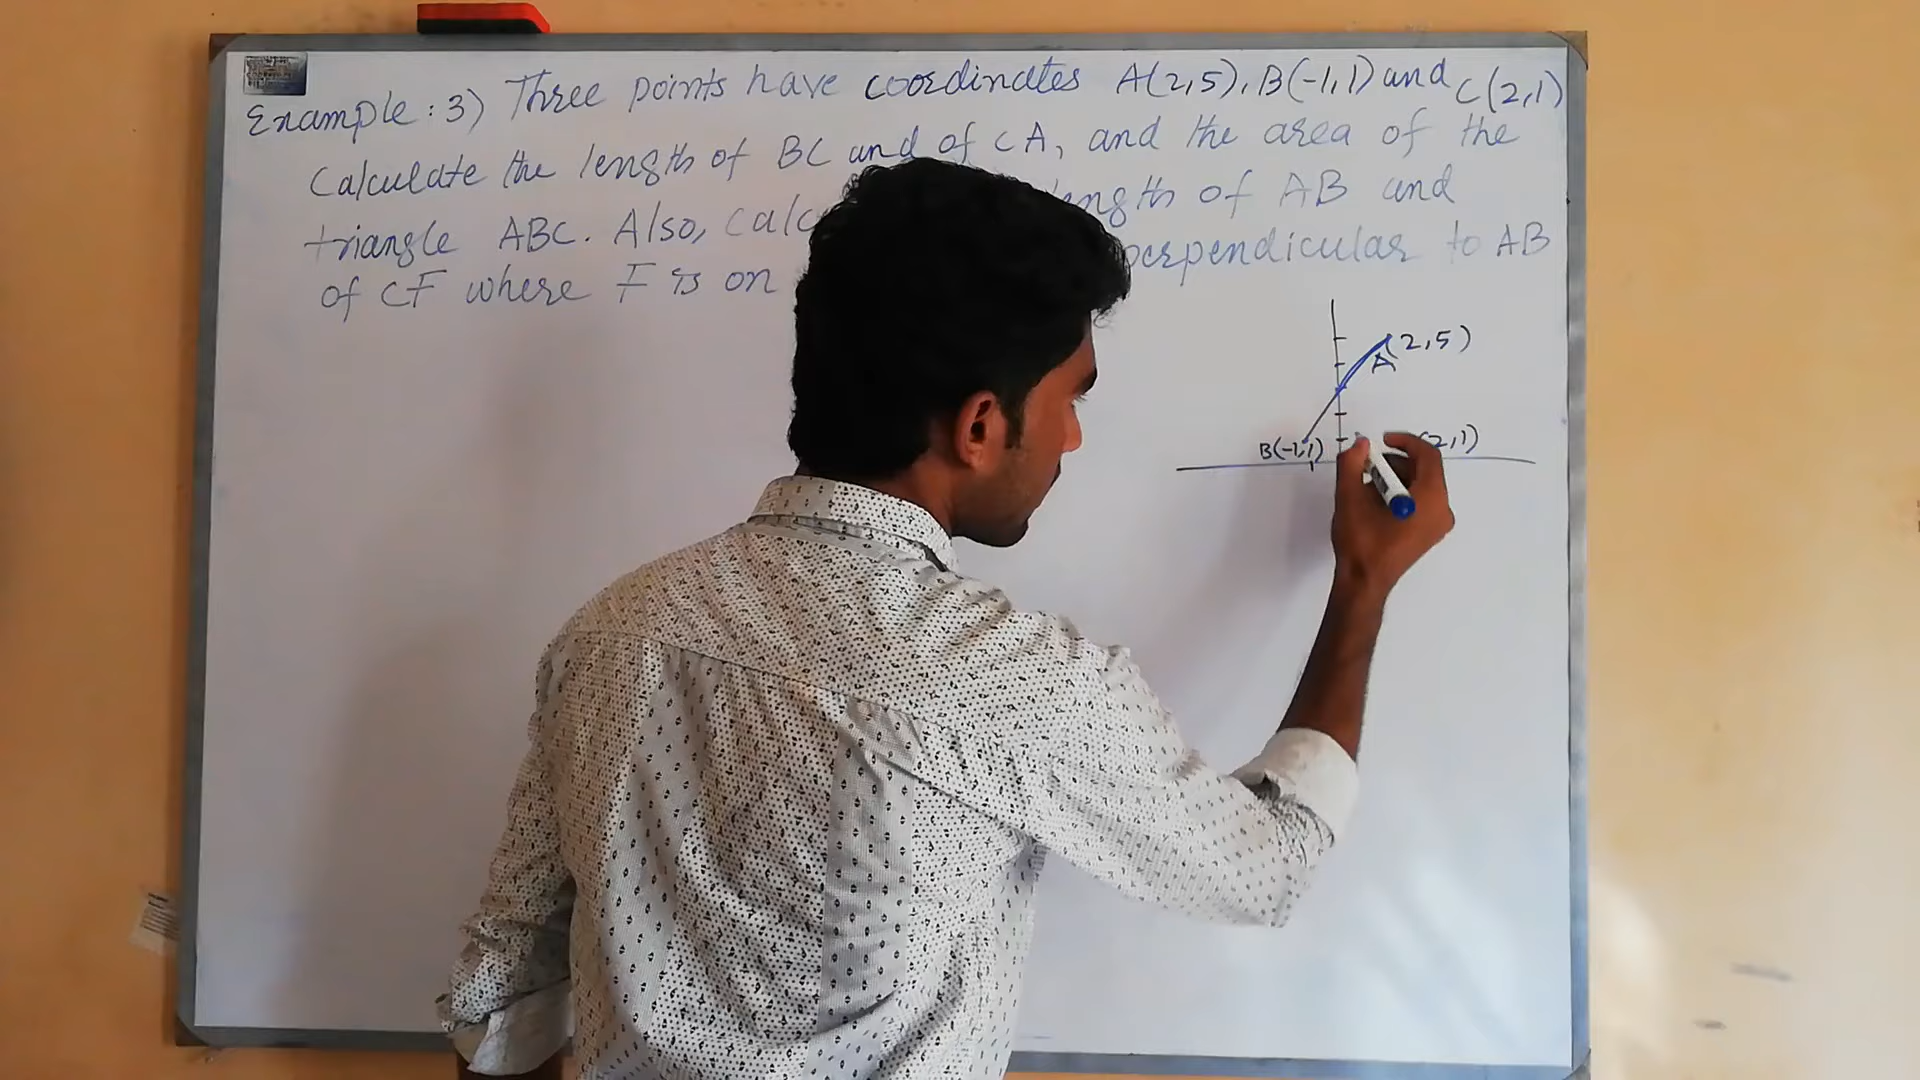 Example: 3) Three points have coordinates A(2,5), B(-1,1) and C(2,1)
Calculate the length of BC and of CA, and the area of the
triangle ABC. Also, calc ength of AB and
of CF where F is on perpendicular to AB
(2,5)
A
B(-1,1)
(2,1)